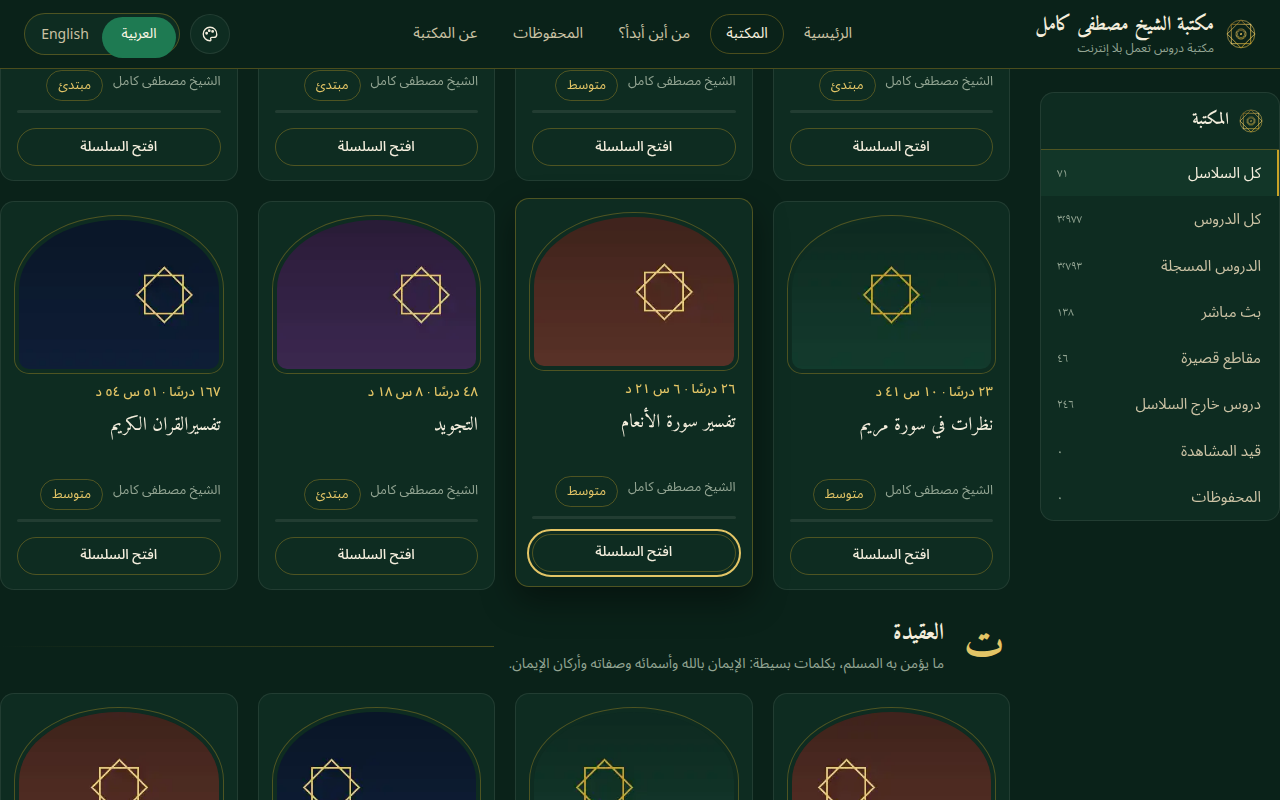 مكتبة الشيخ مصطفى كامل
مكتبة دروس تعمل بلا إنترنت
الرئيسية
المكتبة
من أين أبدأ؟
المحفوظات
عن المكتبة
العربية
English
المكتبة
كل السلاسل ٧١
كل الدروس ٣٬٩٧٧
الدروس المسجلة ٣٬٧٩٣
بث مباشر ١٣٨
مقاطع قصيرة ٤٦
دروس خارج السلاسل ٢٤٦
قيد المشاهدة ٠
المحفوظات ٠
الشيخ مصطفى كامل مبتدئ
افتح السلسلة
الشيخ مصطفى كامل متوسط
افتح السلسلة
الشيخ مصطفى كامل مبتدئ
افتح السلسلة
الشيخ مصطفى كامل مبتدئ
افتح السلسلة
٢٣ درسًا · ١٠ س ٤١ د
نظرات في سورة مريم
الشيخ مصطفى كامل متوسط
افتح السلسلة
٢٦ درسًا · ٦ س ٢١ د
تفسير سورة الأنعام
الشيخ مصطفى كامل متوسط
افتح السلسلة
٤٨ درسًا · ٨ س ١٨ د
التجويد
الشيخ مصطفى كامل مبتدئ
افتح السلسلة
١٦٧ درسًا · ٥١ س ٥٤ د
تفسيرالقران الكريم
الشيخ مصطفى كامل متوسط
افتح السلسلة
ت
العقيدة
ما يؤمن به المسلم، بكلمات بسيطة: الإيمان بالله وأسمائه وصفاته وأركان الإيمان.